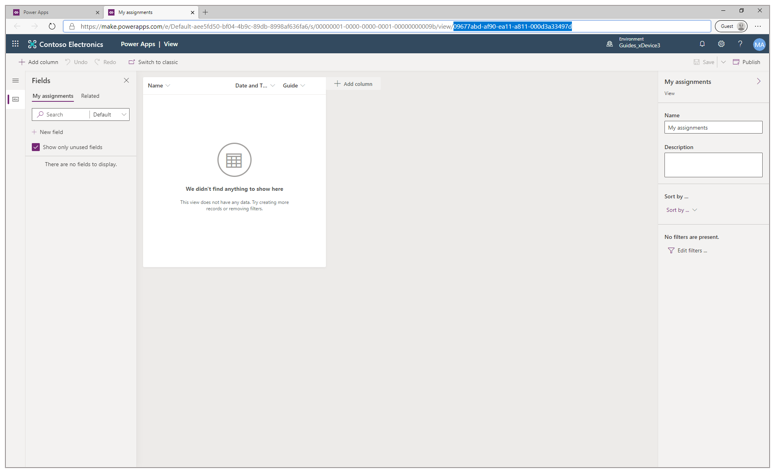 Power Apps
My assignments
https://make.powerapps.com/e/Default-aee5fd50-bf04-4b9c-89db-8998af636fa6/s/00000001-0000-0000-0001-00000000009b/view/09677abd-af90-ea11-a811-000d3a33497d
Guest
Contoso Electronics
Power Apps | View
Environment
Guides_xDevice3
MA
Add column
Undo
Redo
Switch to classic
Save
Publish
Fields
My assignments
Related
Search
Default
New field
Show only unused fields
There are no fields to display.
Name
Date and T...
Guide
Add column
We didn't find anything to show here
This view does not have any data. Try creating more
records or removing filters.
My assignments
View
Name
My assignments
Description
Sort by ...
Sort by ...
No filters are present.
Edit filters ...